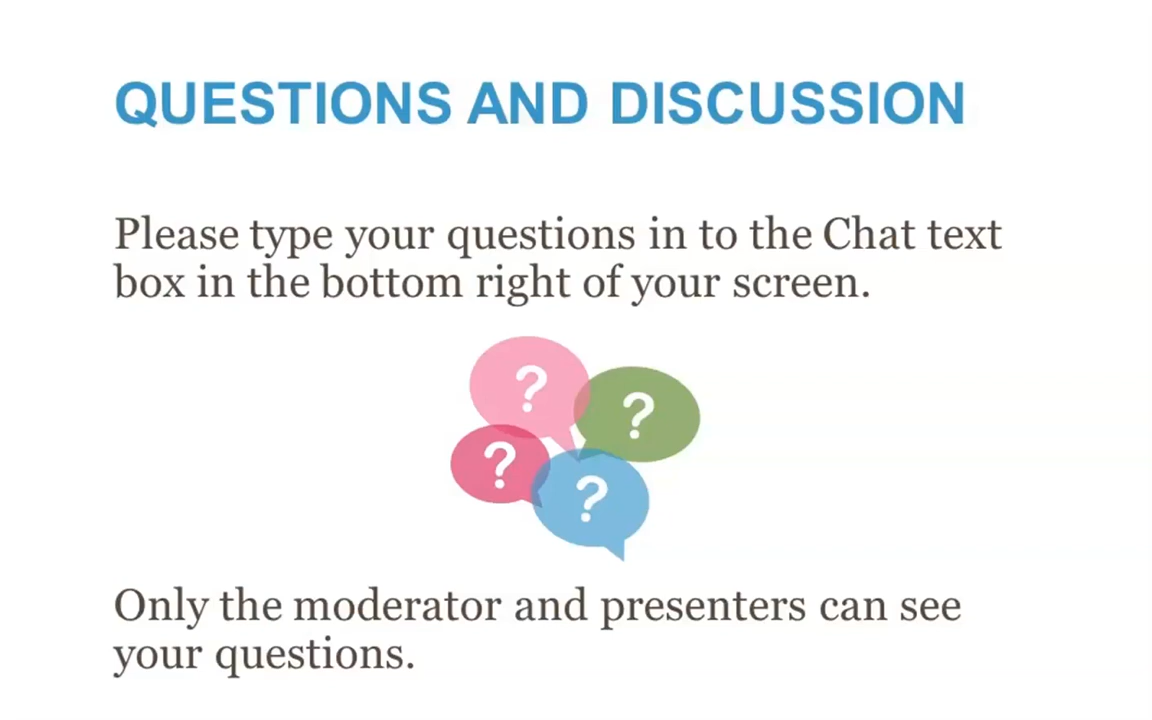 QUESTIONS AND DISCUSSION
Please type your questions in to the Chat text
box in the bottom right of your screen.
? ?
? ?
Only the moderator and presenters can see
your questions.